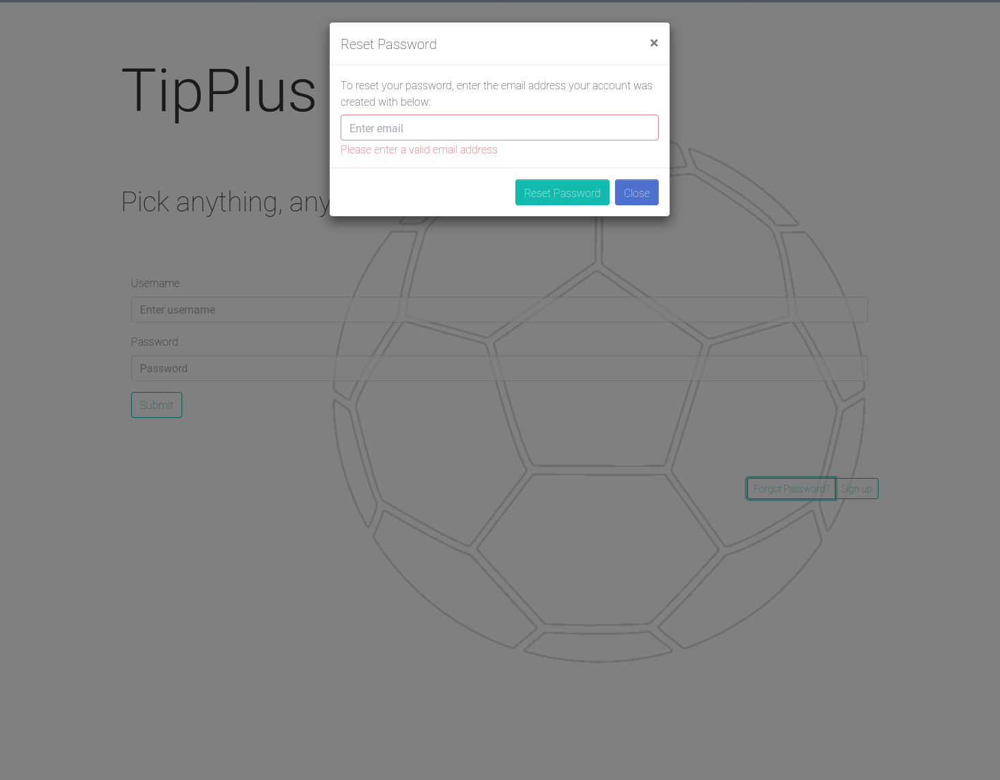 Reset Password
×
To reset your password, enter the email address your account was
created with below:
Enter email
Please enter a valid email address
Reset Password
Close
TipPlus
Pick anything, any
Username
Enter username
Password
Password
Submit
Forgot Password?
Sign up